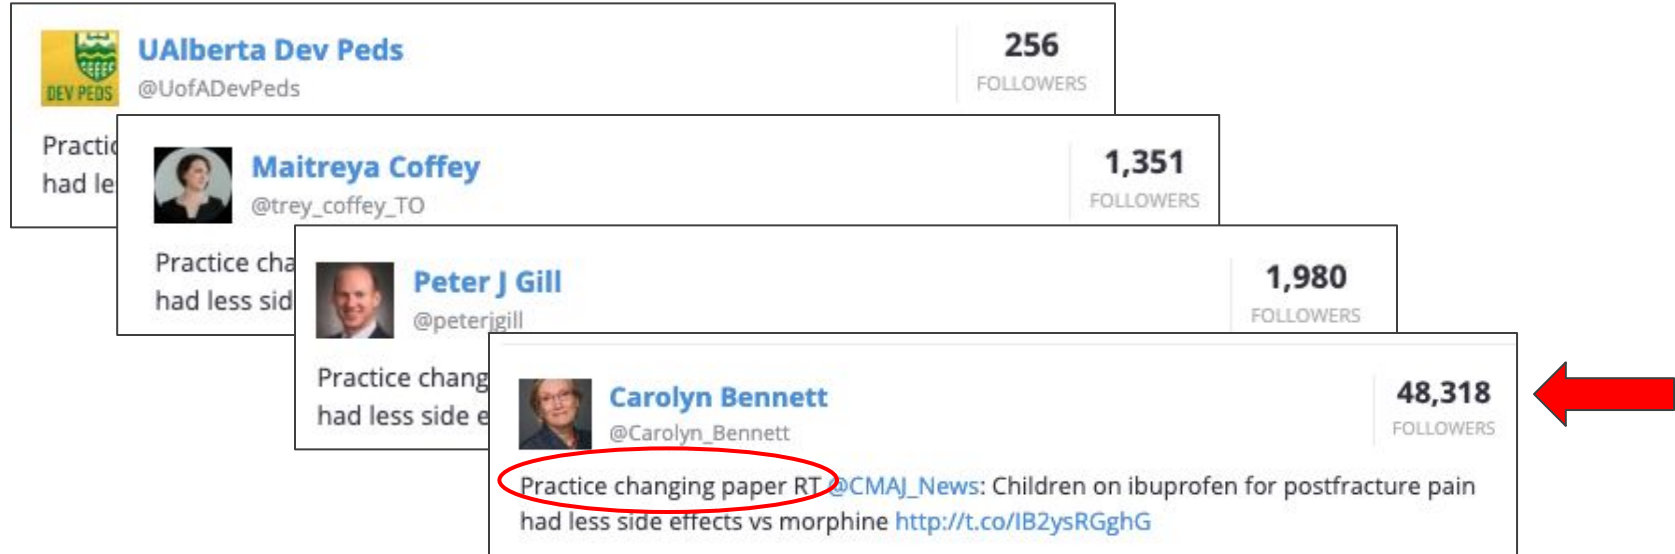 UAlberta Dev Peds
256
@UofADevPeds
FOLLOWERS
DEV PEDS
Practic
had le
Maitreya Coffey
1,351
@trey_coffey_TO
FOLLOWERS
Practice cha
had less sid
Peter J Gill
1,980
@peterjgill
FOLLOWERS
Practice chang
had less side e
Carolyn Bennett
48,318
@Carolyn_Bennett
FOLLOWERS
Practice changing paper RT @CMAJ_News: Children on ibuprofen for postfracture pain
had less side effects vs morphine http://t.co/IB2ysRGghG